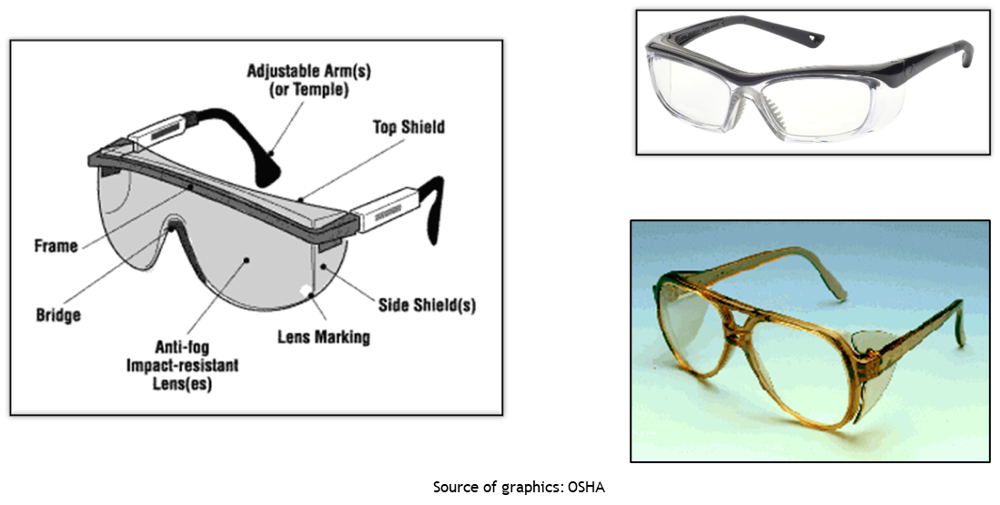 Adjustable Arm(s)
(or Temple)
Top Shield
Frame
Bridge
Side Shield(s)
Lens Marking
Anti-fog
Impact-resistant
Lens(es)
Source of graphics: OSHA